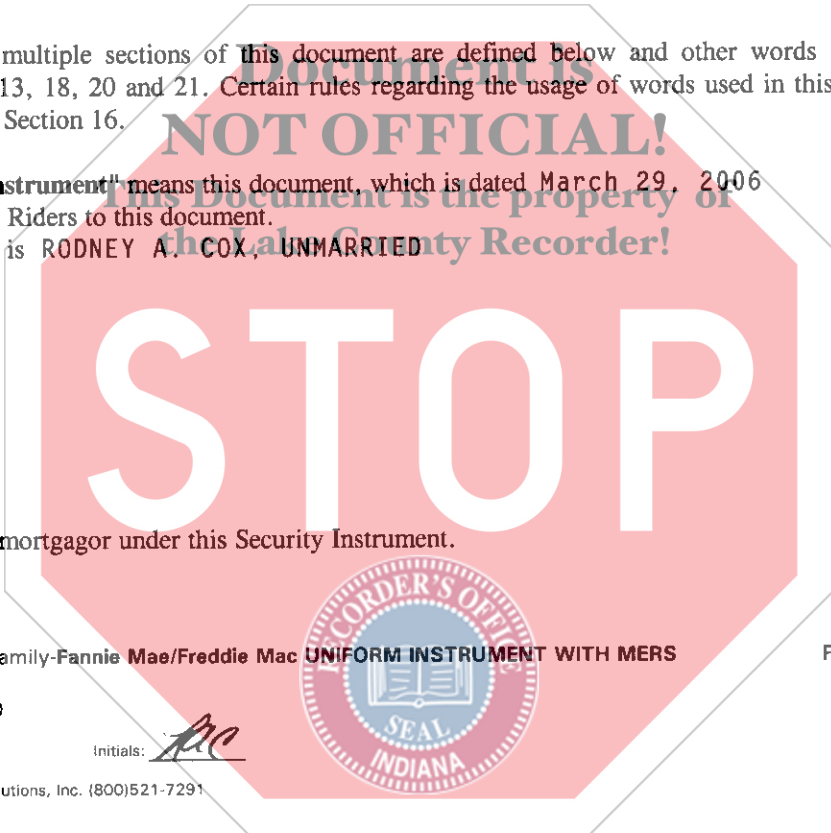 multiple sections of this document are defined below and other words
Document is
13, 18, 20 and 21. Certain rules regarding the usage of words used in this
Section 16.
NOT OFFICIAL!
strument" means this document, which is dated March 29, 2006
This Document is the property of
Riders to this document.
is RODNEY A. COX, UNMARRIED
the Lake County Recorder!
STOP
mortgagor under this Security Instrument.
RECORDER'S OFFICE
amily-Fannie Mae/Freddie Mac UNIFORM INSTRUMENT WITH MERS
SEAL
Initials:
INDIANA
utions, Inc. (800)521-7291